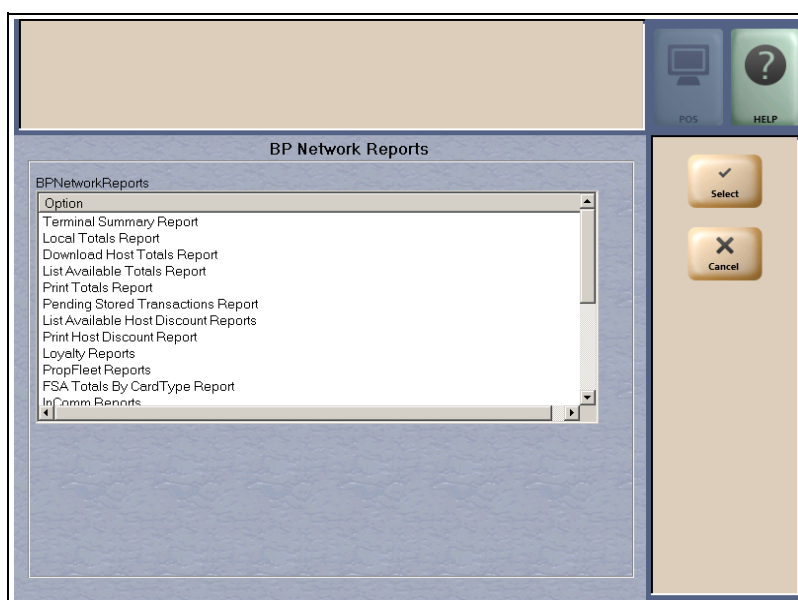 POS
HELP
BP Network Reports
BPNetworkReports
Option
Terminal Summary Report
Local Totals Report
Download Host Totals Report
List Available Totals Report
Print Totals Report
Pending Stored Transactions Report
List Available Host Discount Reports
Print Host Discount Report
Loyalty Reports
PropFleet Reports
FSA Totals By CardType Report
InComm Reports
Select
Cancel